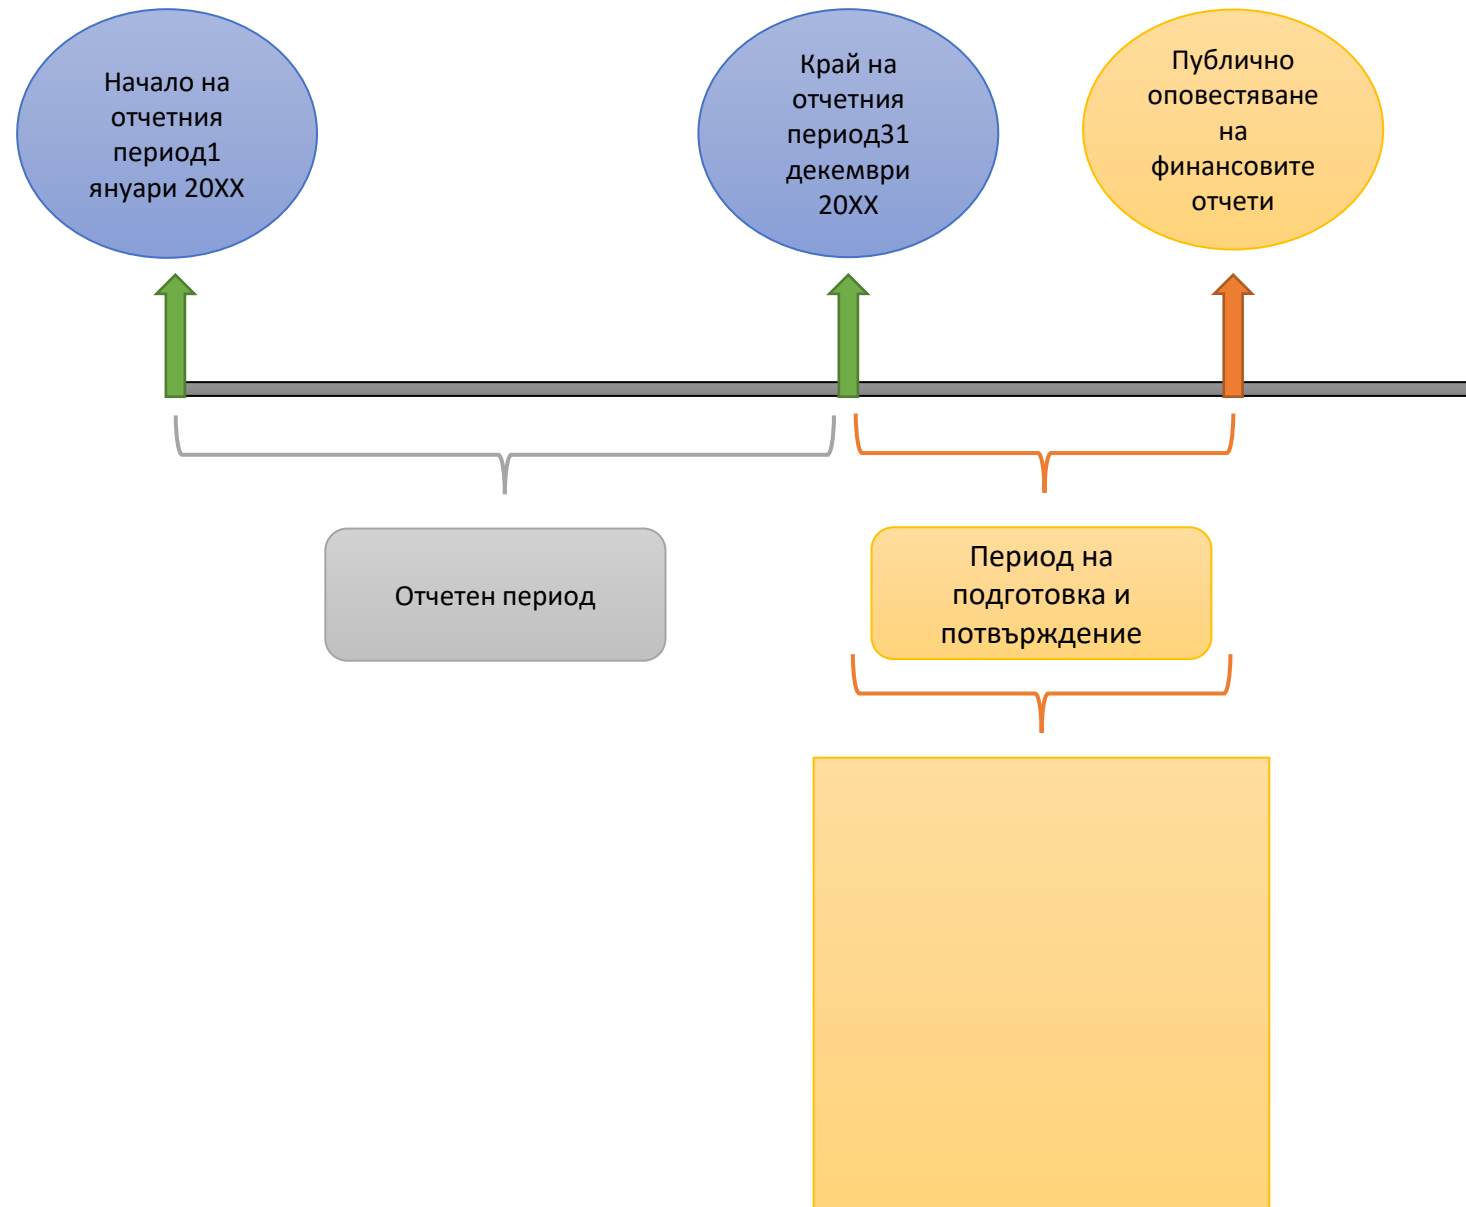 Начало на
отчетния
период1
януари 20XX
Край на
отчетния
период31
декември
20XX
Публично
оповестяване
на
финансовите
отчети
Отчетен период
Период на
подготовка и
потвърждение